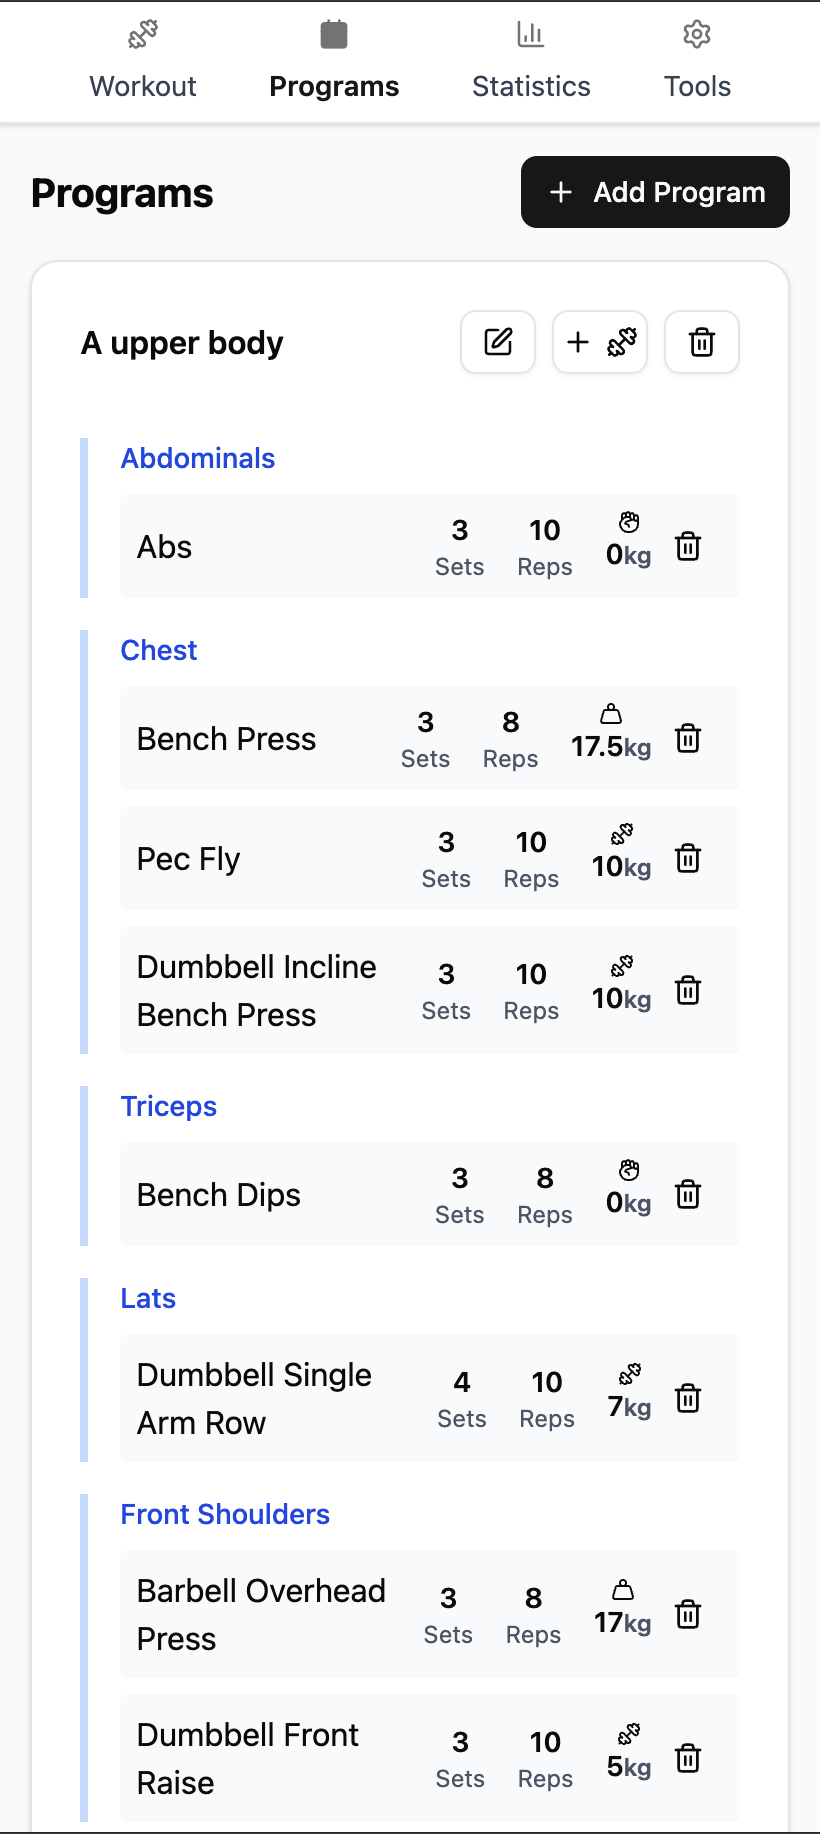 Workout Programs Statistics Tools
Programs
Add Program
A upper body
Abdominals
Abs 3 Sets 10 Reps 0kg
Chest
Bench Press 3 Sets 8 Reps 17.5kg
Pec Fly 3 Sets 10 Reps 10kg
Dumbbell Incline
Bench Press
3 Sets 10 Reps 10kg
Triceps
Bench Dips 3 Sets 8 Reps 0kg
Lats
Dumbbell Single
Arm Row
4 Sets 10 Reps 7kg
Front Shoulders
Barbell Overhead
Press
3 Sets 8 Reps 17kg
Dumbbell Front
Raise
3 Sets 10 Reps 5kg